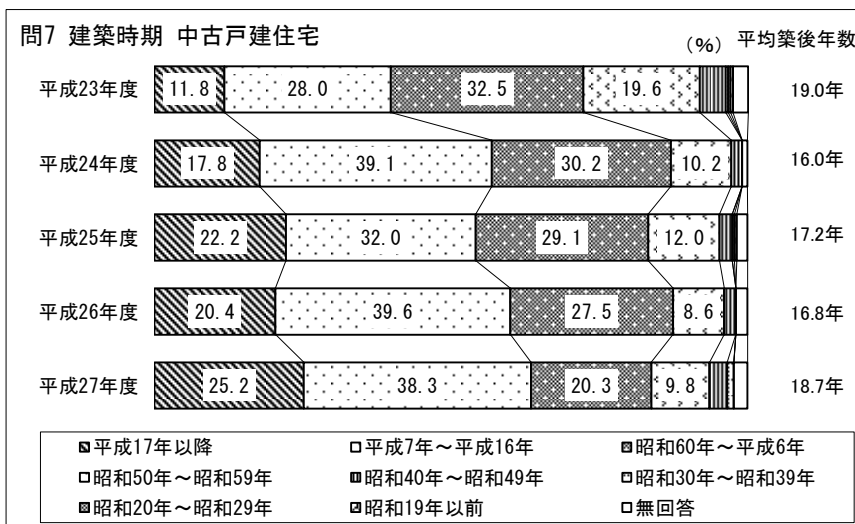 問7 建築時期 中古戸建住宅
(%) 平均築後年数
平成23年度 11.8 28.0 32.5 19.6 19.0年
平成24年度 17.8 39.1 30.2 10.2 16.0年
平成25年度 22.2 32.0 29.1 12.0 17.2年
平成26年度 20.4 39.6 27.5 8.6 16.8年
平成27年度 25.2 38.3 20.3 9.8 18.7年
平成17年以降 平成7年～平成16年 昭和60年～平成6年
昭和50年～昭和59年 昭和40年～昭和49年 昭和30年～昭和39年
昭和20年～昭和29年 昭和19年以前 無回答